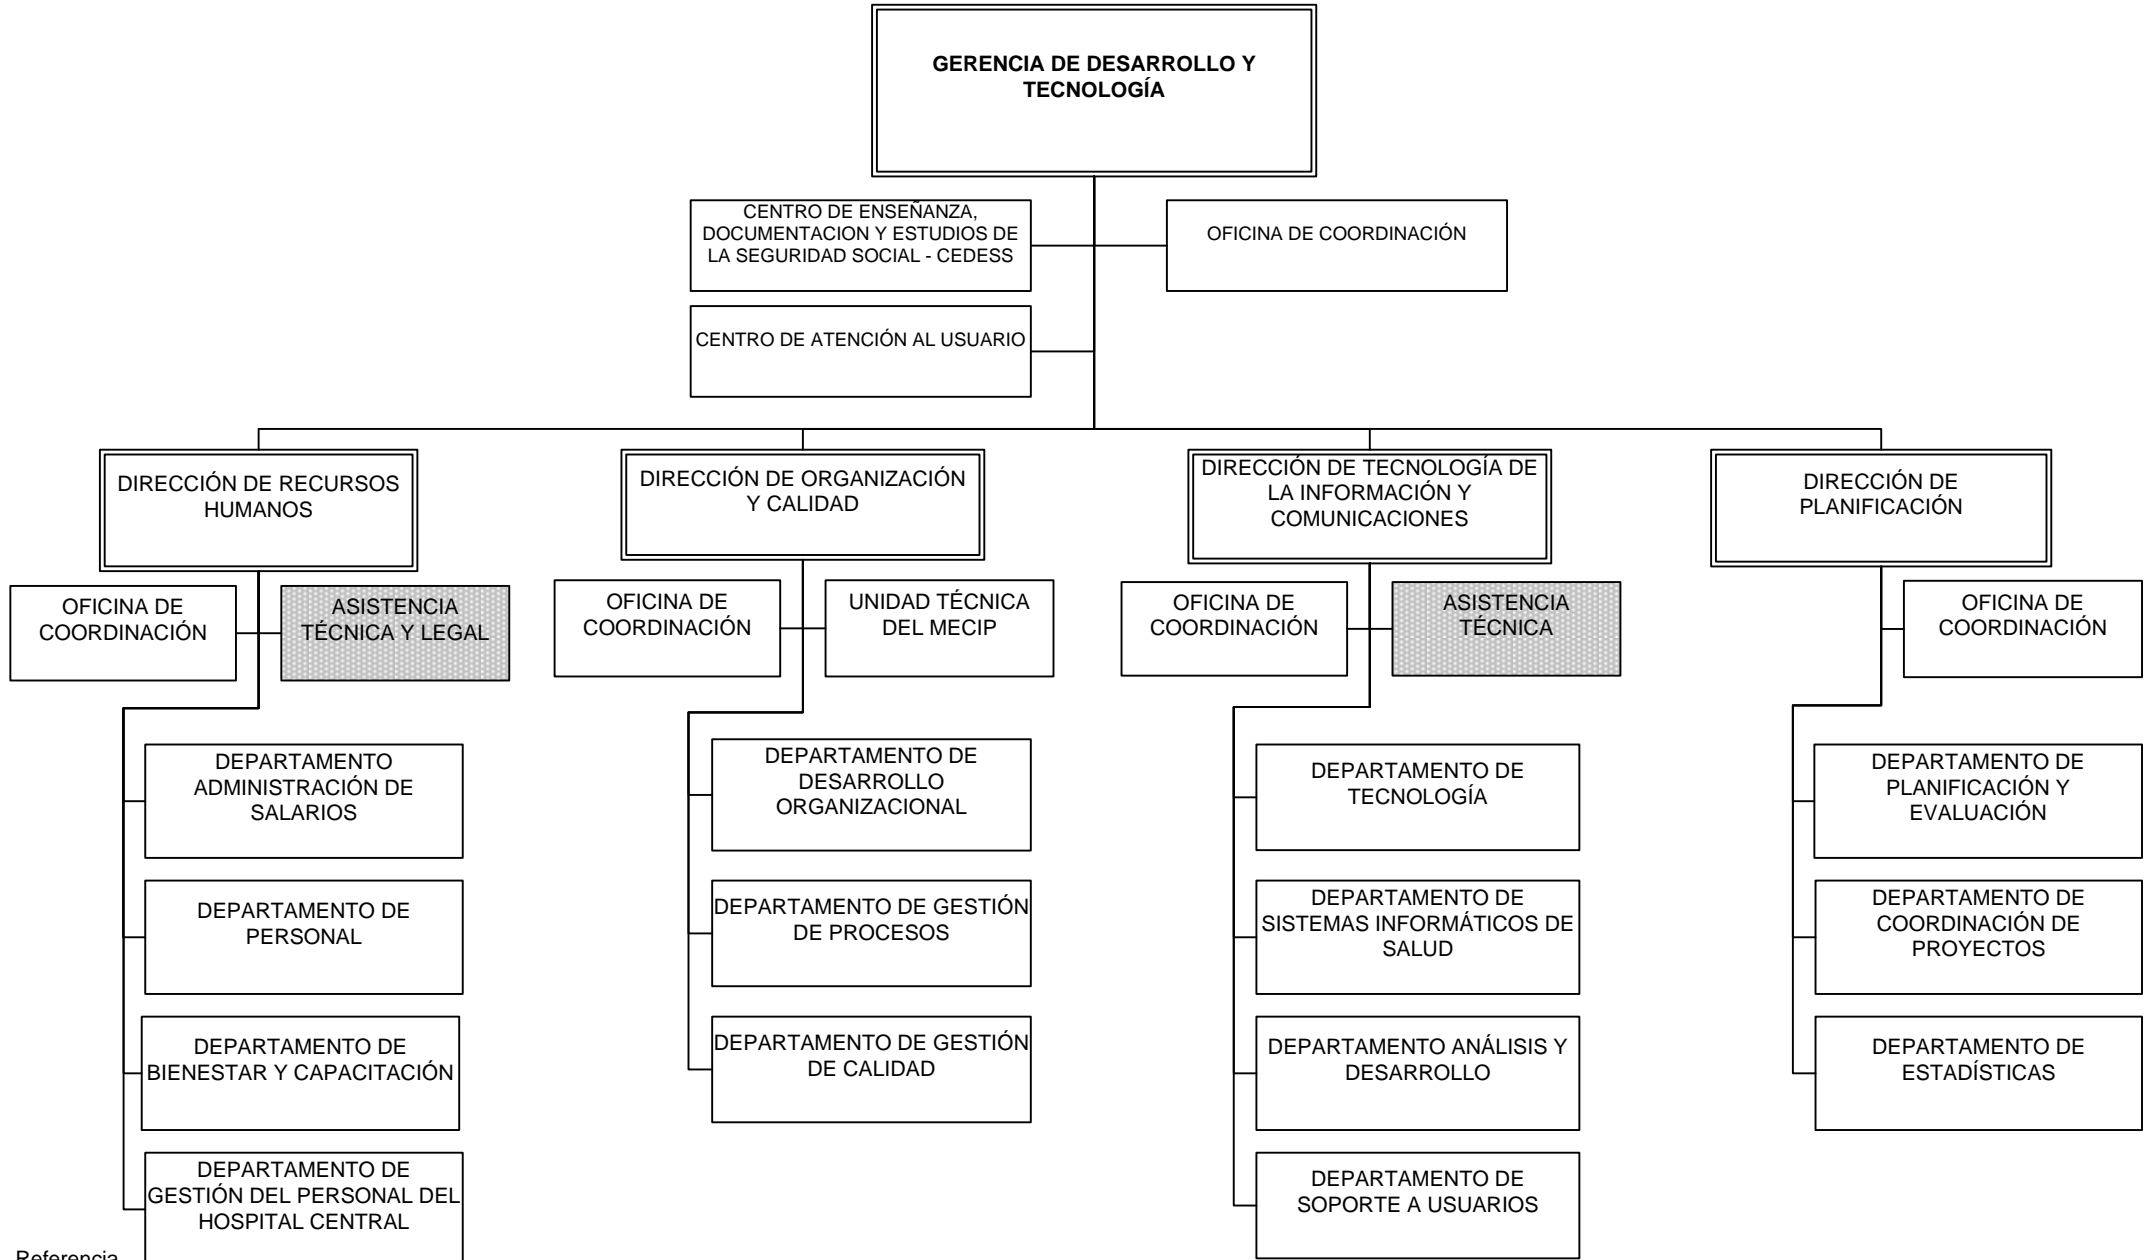 GERENCIA DE DESARROLLO Y
TECNOLOGÍA
CENTRO DE ENSEÑANZA,
DOCUMENTACION Y ESTUDIOS DE
LA SEGURIDAD SOCIAL - CEDESS
OFICINA DE COORDINACIÓN
CENTRO DE ATENCIÓN AL USUARIO
DIRECCIÓN DE RECURSOS
HUMANOS
DIRECCIÓN DE ORGANIZACIÓN
Y CALIDAD
DIRECCIÓN DE TECNOLOGÍA DE
LA INFORMACIÓN Y
COMUNICACIONES
DIRECCIÓN DE
PLANIFICACIÓN
OFICINA DE
COORDINACIÓN
ASISTENCIA
TÉCNICA Y LEGAL
OFICINA DE
COORDINACIÓN
UNIDAD TÉCNICA
DEL MECIP
OFICINA DE
COORDINACIÓN
ASISTENCIA
TÉCNICA
OFICINA DE
COORDINACIÓN
DEPARTAMENTO
ADMINISTRACIÓN DE
SALARIOS
DEPARTAMENTO DE
DESARROLLO
ORGANIZACIONAL
DEPARTAMENTO DE
TECNOLOGÍA
DEPARTAMENTO DE
PLANIFICACIÓN Y
EVALUACIÓN
DEPARTAMENTO DE
PERSONAL
DEPARTAMENTO DE GESTIÓN
DE PROCESOS
DEPARTAMENTO DE
SISTEMAS INFORMÁTICOS DE
SALUD
DEPARTAMENTO DE
COORDINACIÓN DE
PROYECTOS
DEPARTAMENTO DE
BIENESTAR Y CAPACITACIÓN
DEPARTAMENTO DE GESTIÓN
DE CALIDAD
DEPARTAMENTO ANÁLISIS Y
DESARROLLO
DEPARTAMENTO DE
ESTADÍSTICAS
DEPARTAMENTO DE
GESTIÓN DEL PERSONAL DEL
HOSPITAL CENTRAL
DEPARTAMENTO DE
SOPORTE A USUARIOS
Referencia